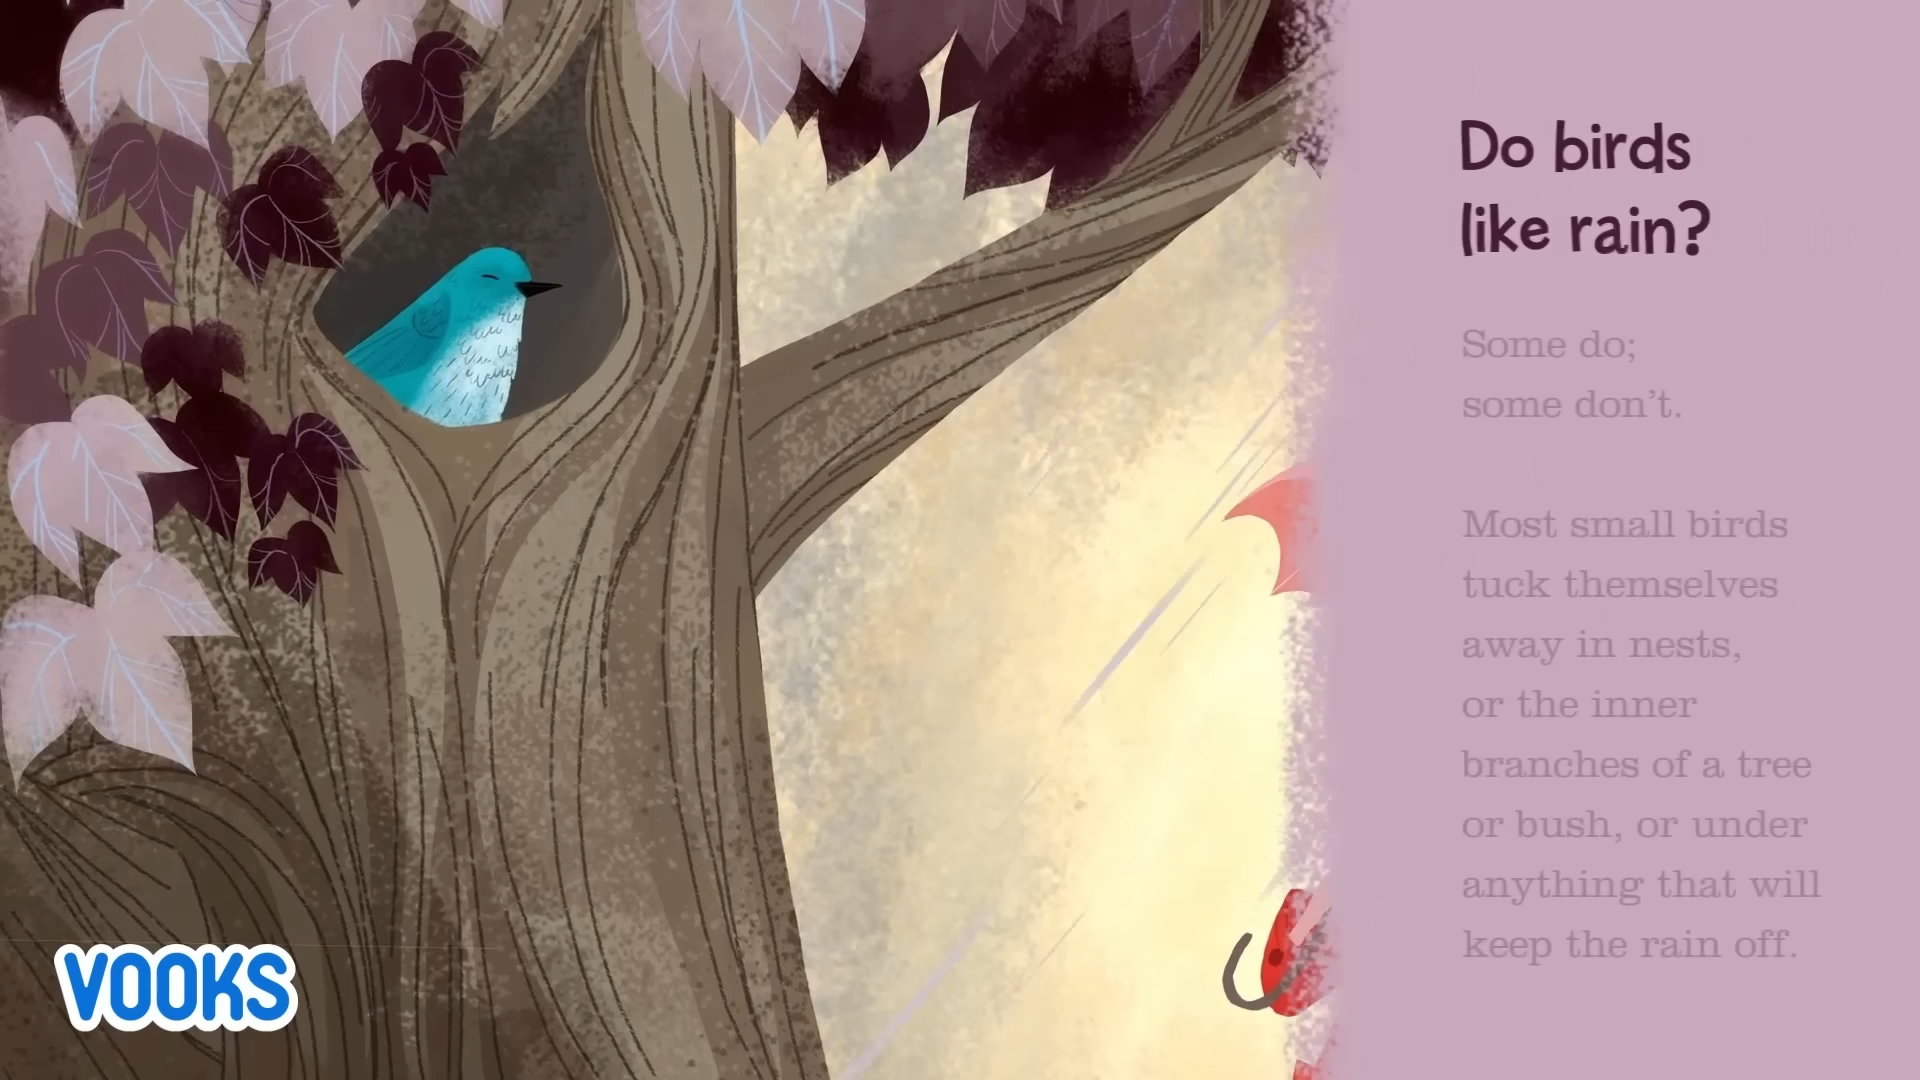 Do birds
like rain?
Some do;
some don't.
Most small birds
tuck themselves
away in nests,
or the inner
branches of a tree
or bush, or under
anything that will
keep the rain off.
VOOKS